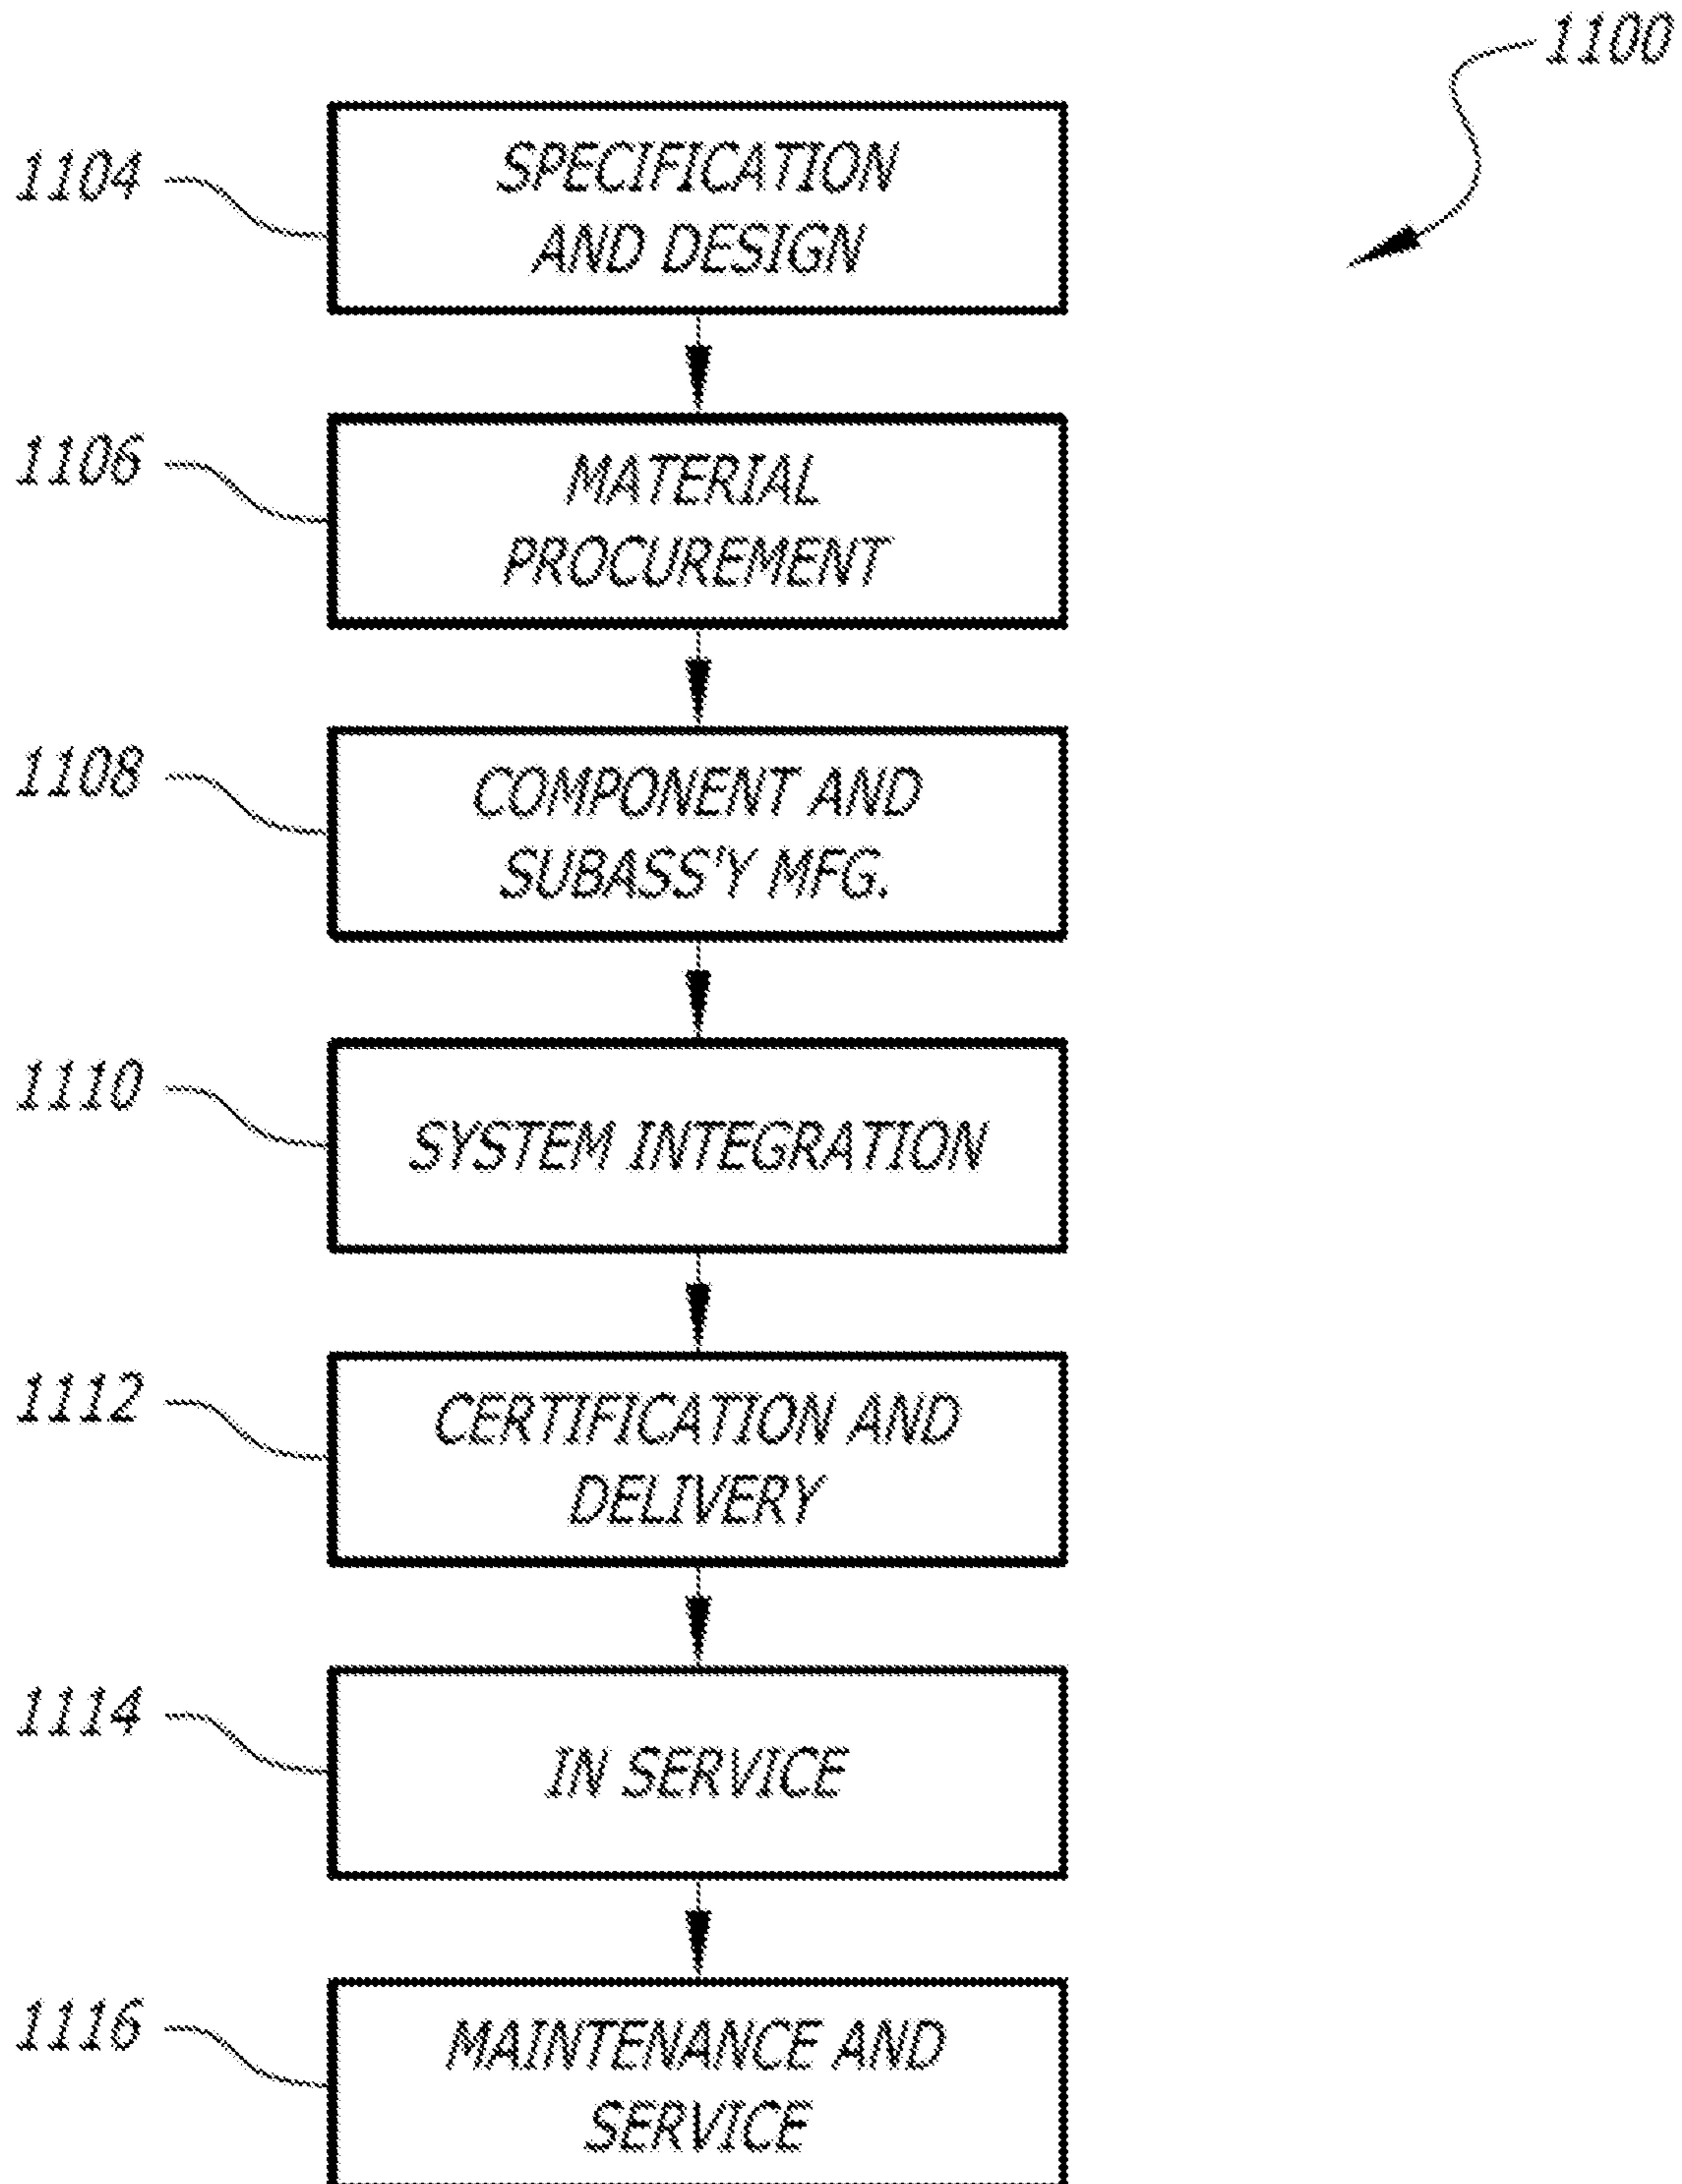 1100
1104
SPECIFICATION
AND DESIGN
1106
MATERIAL
PROCUREMENT
1108
COMPONENT AND
SUBASS'Y MFG.
1110
SYSTEM INTEGRATION
1112
CERTIFICATION AND
DELIVERY
1114
IN SERVICE
1116
MAINTENANCE AND
SERVICE